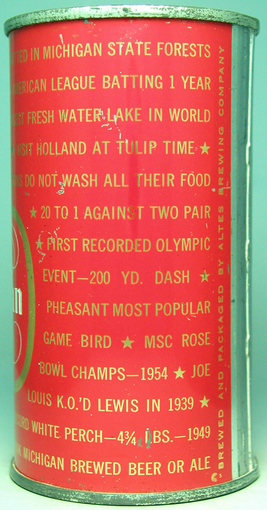 IN MICHIGAN STATE FORESTS
AMERICAN LEAGUE BATTING 1 YEAR
FRESH WATER LAKE IN WORLD
VISIT HOLLAND AT TULIP TIME ★
DO NOT WASH ALL THEIR FOOD
★ 20 TO 1 AGAINST TWO PAIR
★ FIRST RECORDED OLYMPIC
EVENT—200 YD. DASH ★
PHEASANT MOST POPULAR
GAME BIRD ★ MSC ROSE
BOWL CHAMPS—1954 ★ JOE
LOUIS K.O.'D LEWIS IN 1939 ★
WHITE PERCH—4¾ LBS.—1949
MICHIGAN BREWED BEER OR ALE
BREWED AND PACKAGED BY ALTES BREWING COMPANY